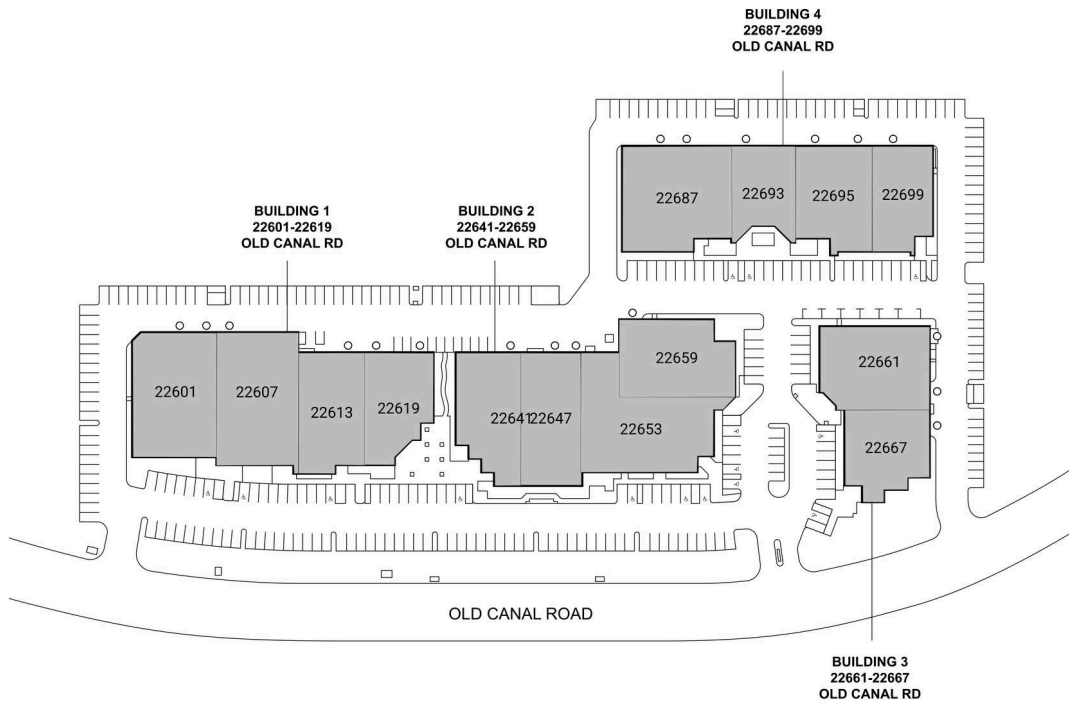 BUILDING 4
22687-22699
OLD CANAL RD
22687
22693
22695
22699
BUILDING 1
22601-22619
OLD CANAL RD
BUILDING 2
22641-22659
OLD CANAL RD
22601
22607
22613
22619
22641
22647
22653
22659
22661
22667
OLD CANAL ROAD
BUILDING 3
22661-22667
OLD CANAL RD